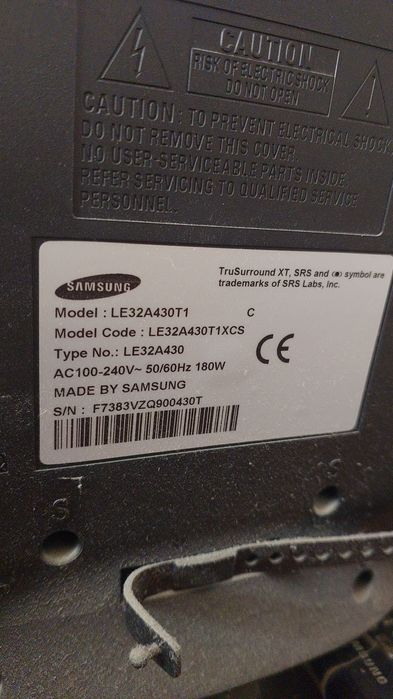 CAUTION
RISK OF ELECTRIC SHOCK
DO NOT OPEN
CAUTION: TO PREVENT ELECTRICAL SHOCK
DO NOT REMOVE THIS COVER.
NO USER-SERVICEABLE PARTS INSIDE.
REFER SERVICING TO QUALIFIED SERVICE
PERSONNEL.
SAMSUNG
TruSurround XT, SRS and (●) symbol are
trademarks of SRS Labs, Inc.
Model : LE32A430T1 C
Model Code : LE32A430T1XCS
Type No.: LE32A430
CE
AC100-240V~ 50/60Hz 180W
MADE BY SAMSUNG
S/N : F7383VZQ900430T
S
S